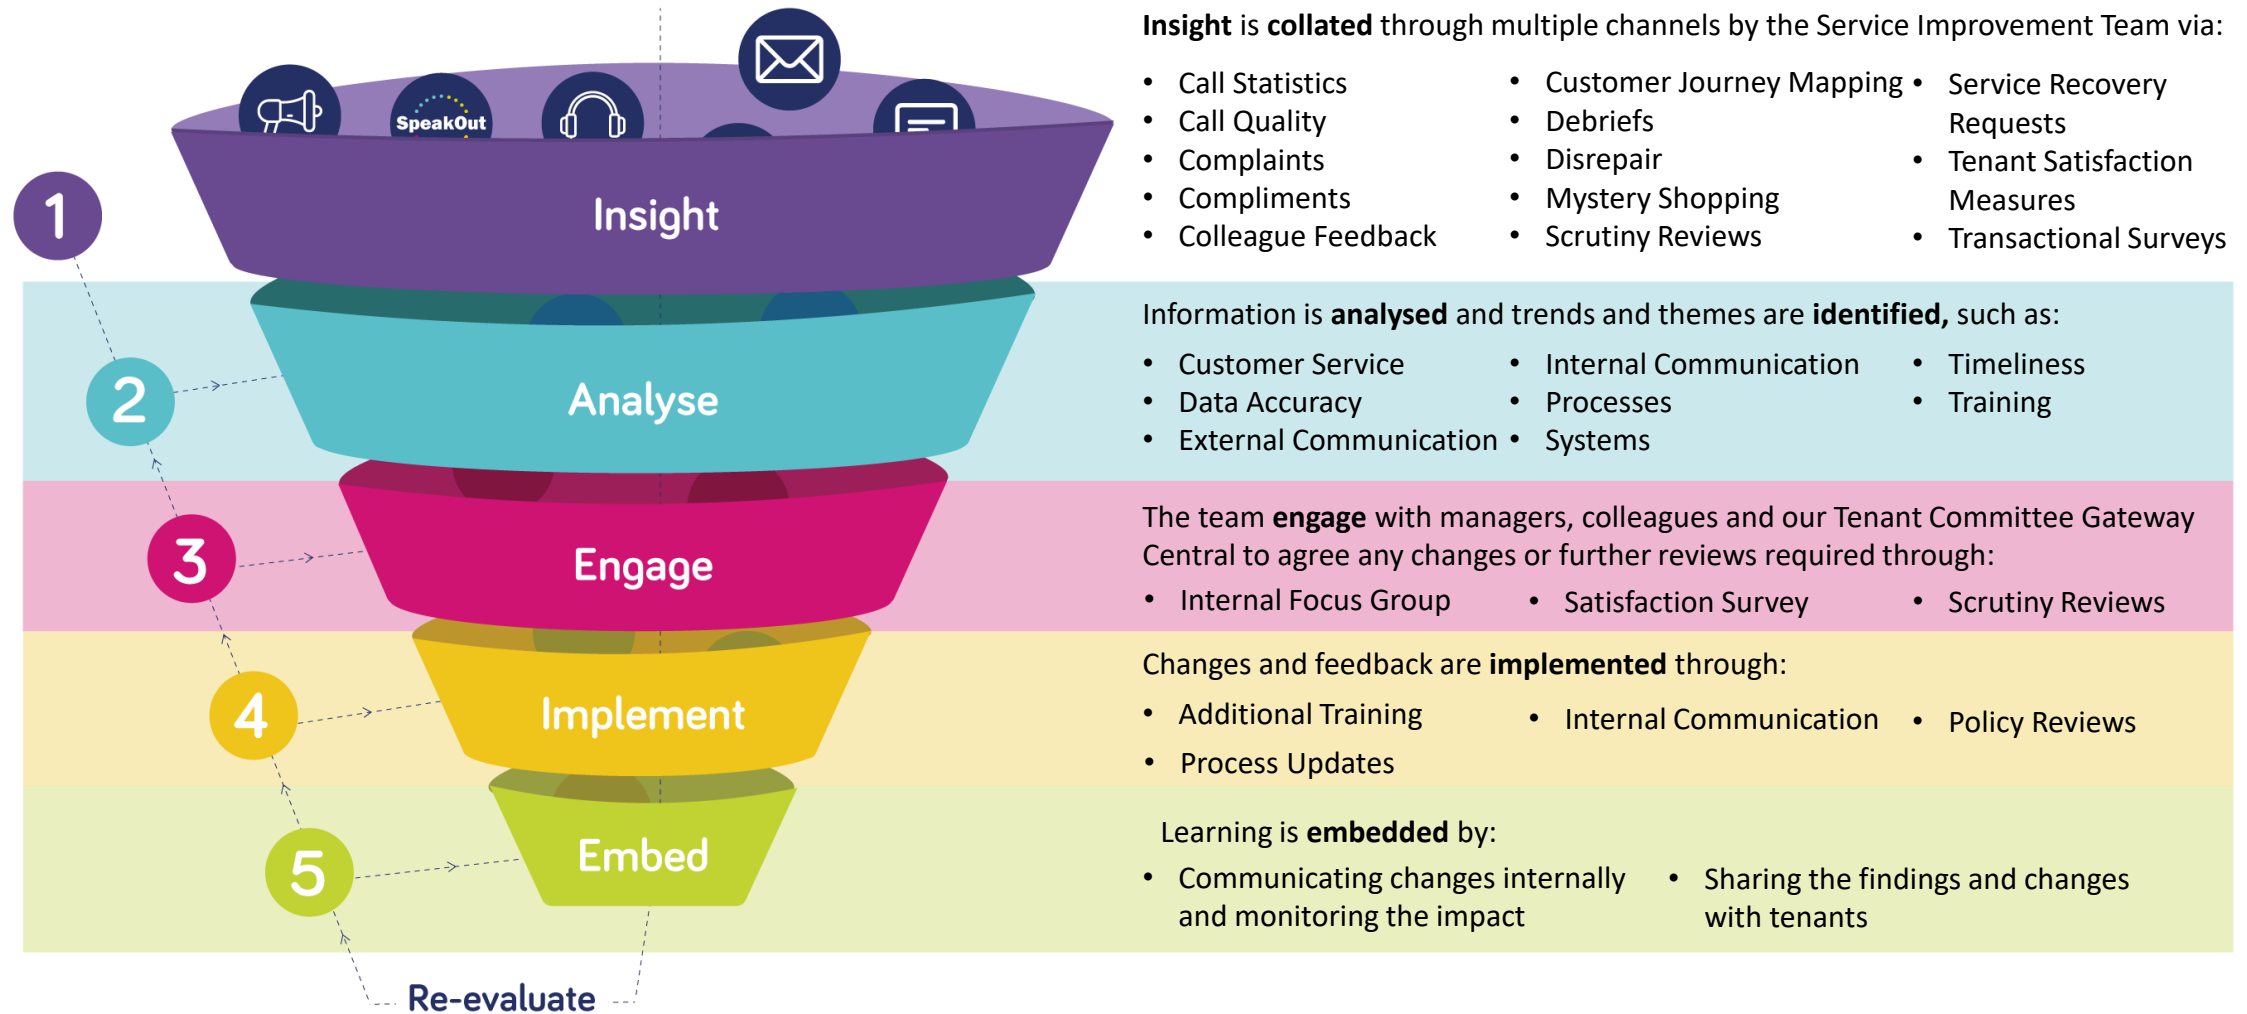 Insight is collated through multiple channels by the Service Improvement Team via:
• Call Statistics
• Call Quality
• Complaints
• Compliments
• Colleague Feedback
• Customer Journey Mapping
• Debriefs
• Disrepair
• Mystery Shopping
• Scrutiny Reviews
• Service Recovery
Requests
• Tenant Satisfaction
Measures
• Transactional Surveys
SpeakOut
1
Insight
Information is analysed and trends and themes are identified, such as:
• Customer Service
• Data Accuracy
• External Communication
• Internal Communication
• Processes
• Systems
• Timeliness
• Training
2
Analyse
The team engage with managers, colleagues and our Tenant Committee Gateway
Central to agree any changes or further reviews required through:
• Internal Focus Group
• Satisfaction Survey
• Scrutiny Reviews
3
Engage
Changes and feedback are implemented through:
• Additional Training
• Process Updates
• Internal Communication
• Policy Reviews
4
Implement
Learning is embedded by:
• Communicating changes internally
and monitoring the impact
• Sharing the findings and changes
with tenants
5
Embed
Re-evaluate